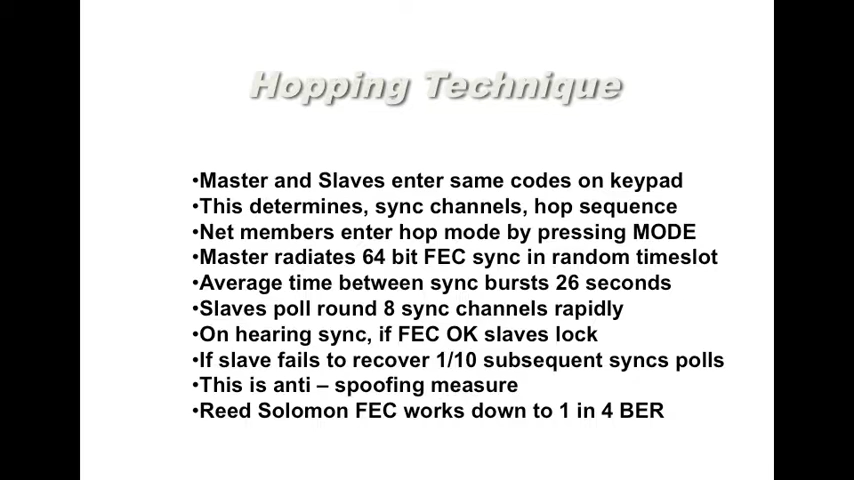 Hopping Technique
•Master and Slaves enter same codes on keypad
•This determines, sync channels, hop sequence
•Net members enter hop mode by pressing MODE
•Master radiates 64 bit FEC sync in random timeslot
•Average time between sync bursts 26 seconds
•Slaves poll round 8 sync channels rapidly
•On hearing sync, if FEC OK slaves lock
•If slave fails to recover 1/10 subsequent syncs polls
•This is anti – spoofing measure
•Reed Solomon FEC works down to 1 in 4 BER